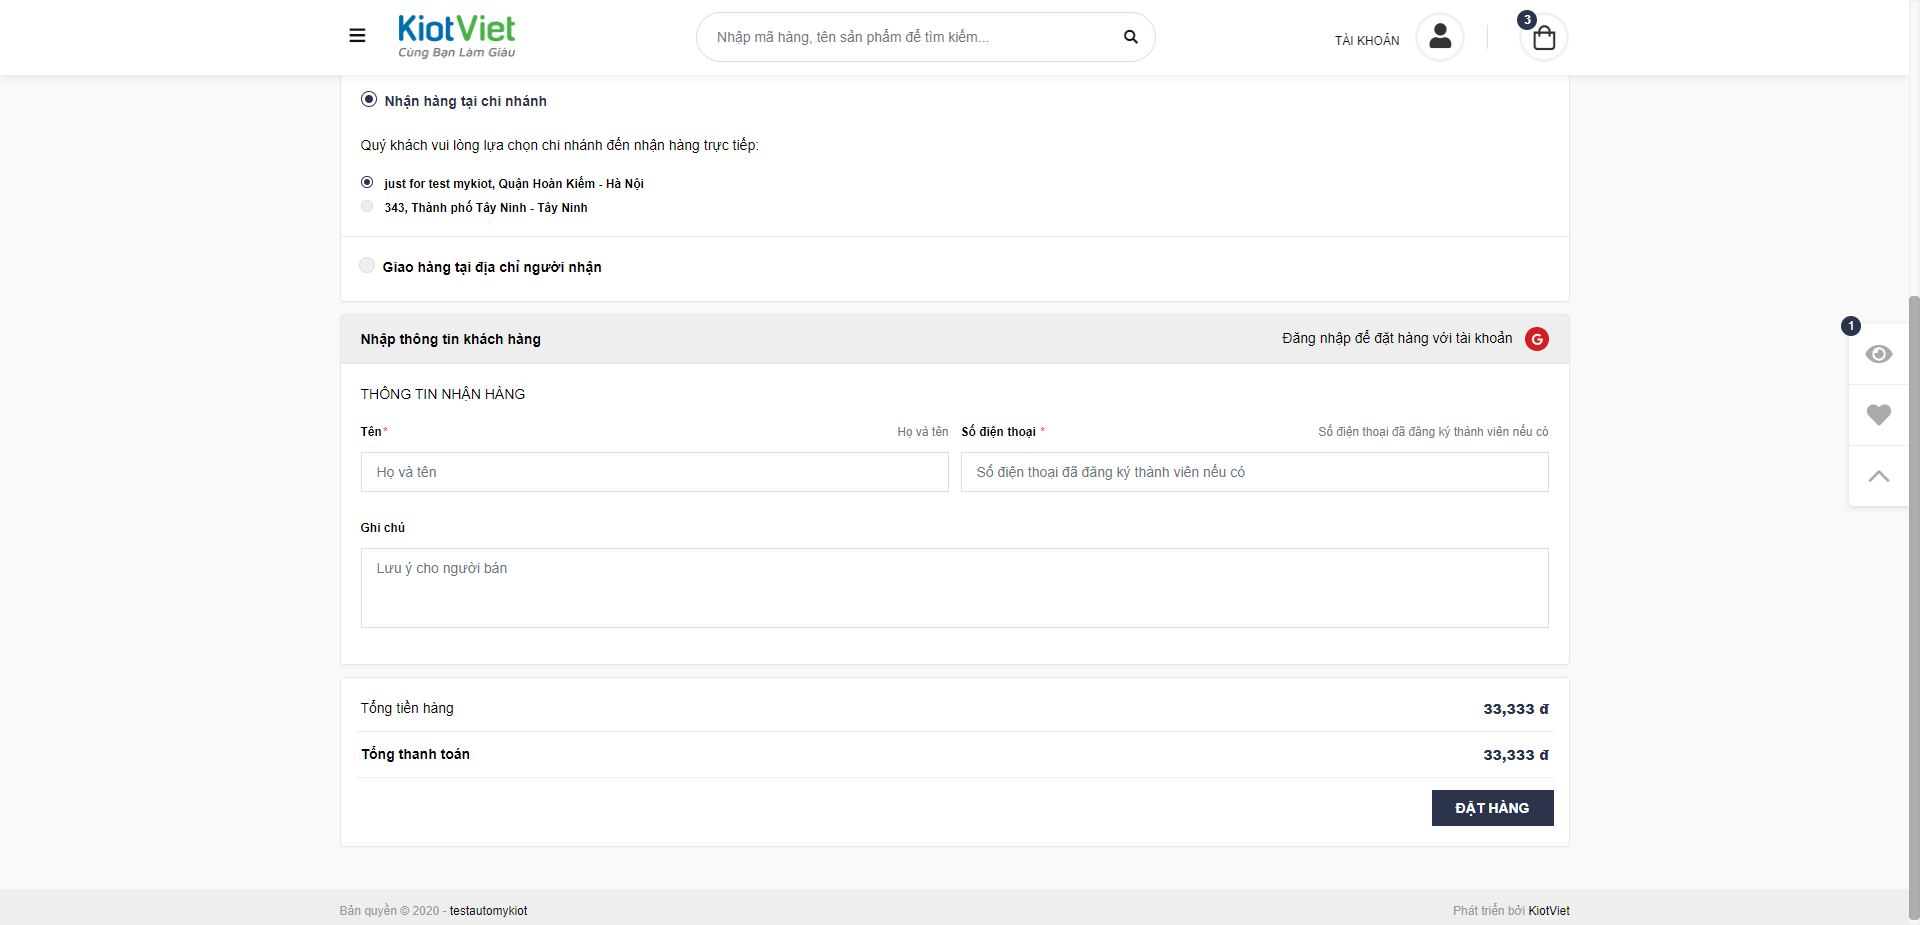 KiotViet
Cùng Bạn Làm Giàu
Nhập mã hàng, tên sản phẩm để tìm kiếm...
TÀI KHOẢN
3
Nhận hàng tại chi nhánh
Quý khách vui lòng lựa chọn chi nhánh đến nhận hàng trực tiếp:
just for test mykiot, Quận Hoàn Kiếm - Hà Nội
343, Thành phố Tây Ninh - Tây Ninh
Giao hàng tại địa chỉ người nhận
Nhập thông tin khách hàng
Đăng nhập để đặt hàng với tài khoản G
1
THÔNG TIN NHẬN HÀNG
Tên* Họ và tên
Số điện thoại * Số điện thoại đã đăng ký thành viên nếu có
Họ và tên
Số điện thoại đã đăng ký thành viên nếu có
Ghi chú
Lưu ý cho người bán
Tổng tiền hàng 33,333 đ
Tổng thanh toán 33,333 đ
ĐẶT HÀNG
Bản quyền © 2020 - testautomykiot
Phát triển bởi KiotViet